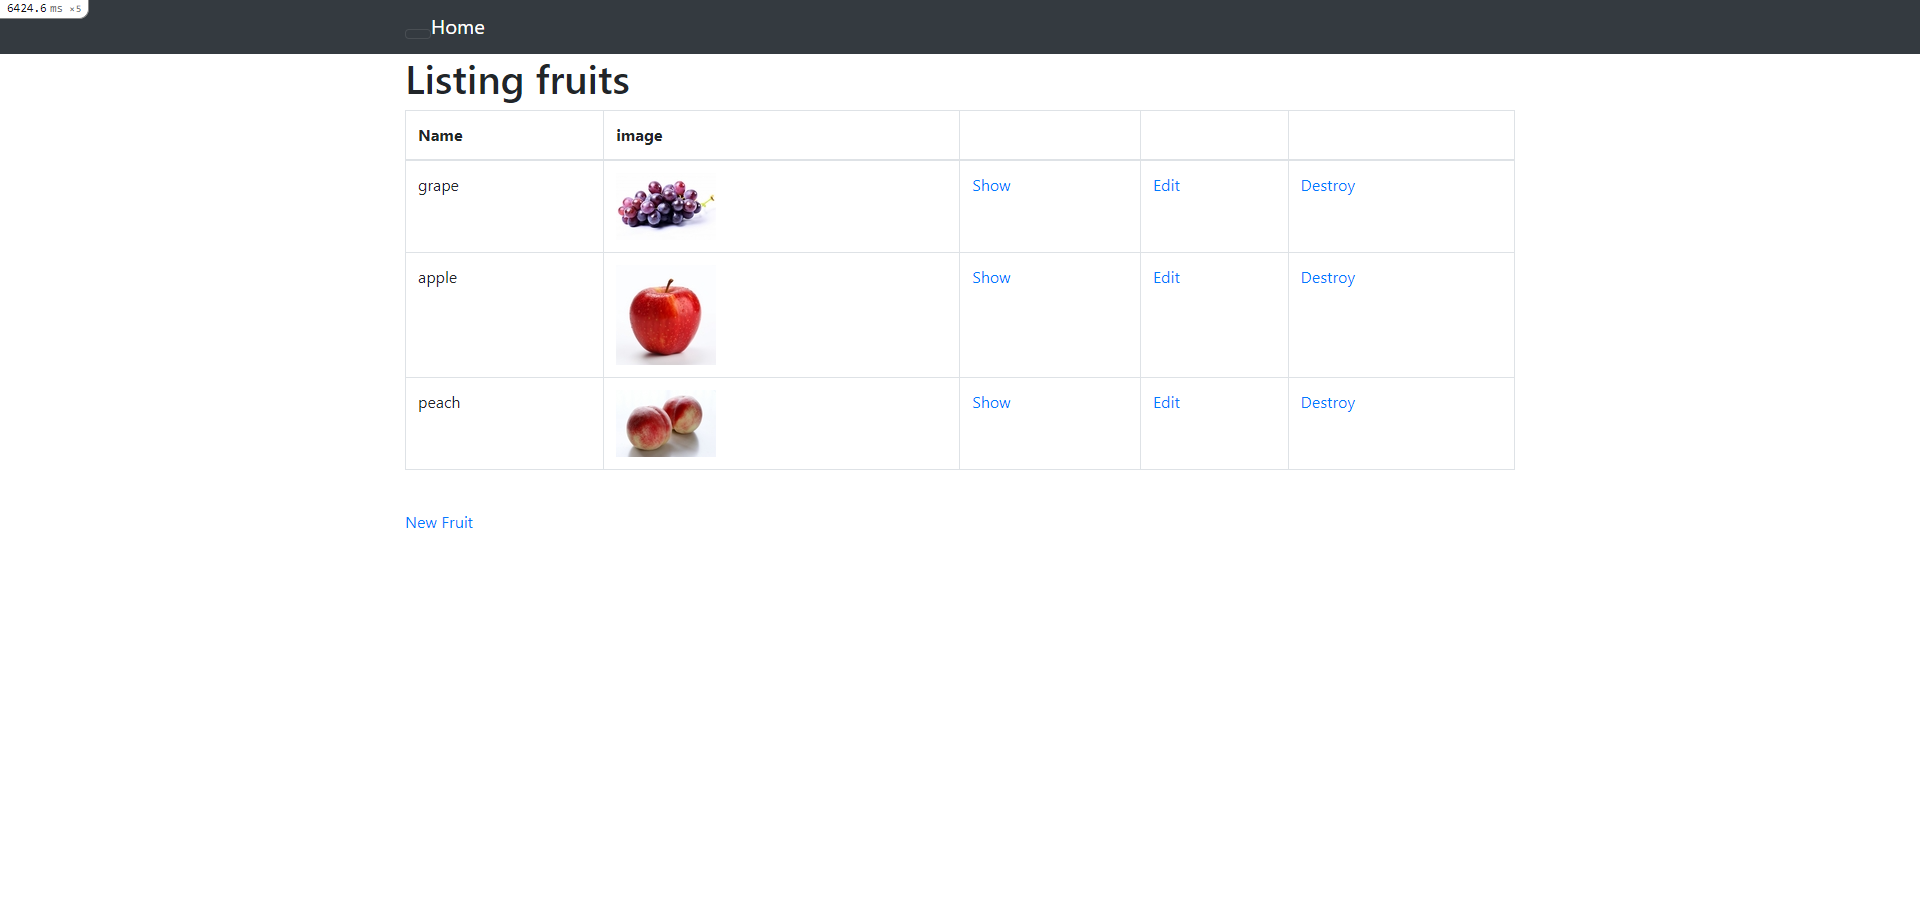 6424.6 ms ×5
Home
Listing fruits
Name image
grape Show Edit Destroy
apple Show Edit Destroy
peach Show Edit Destroy
New Fruit